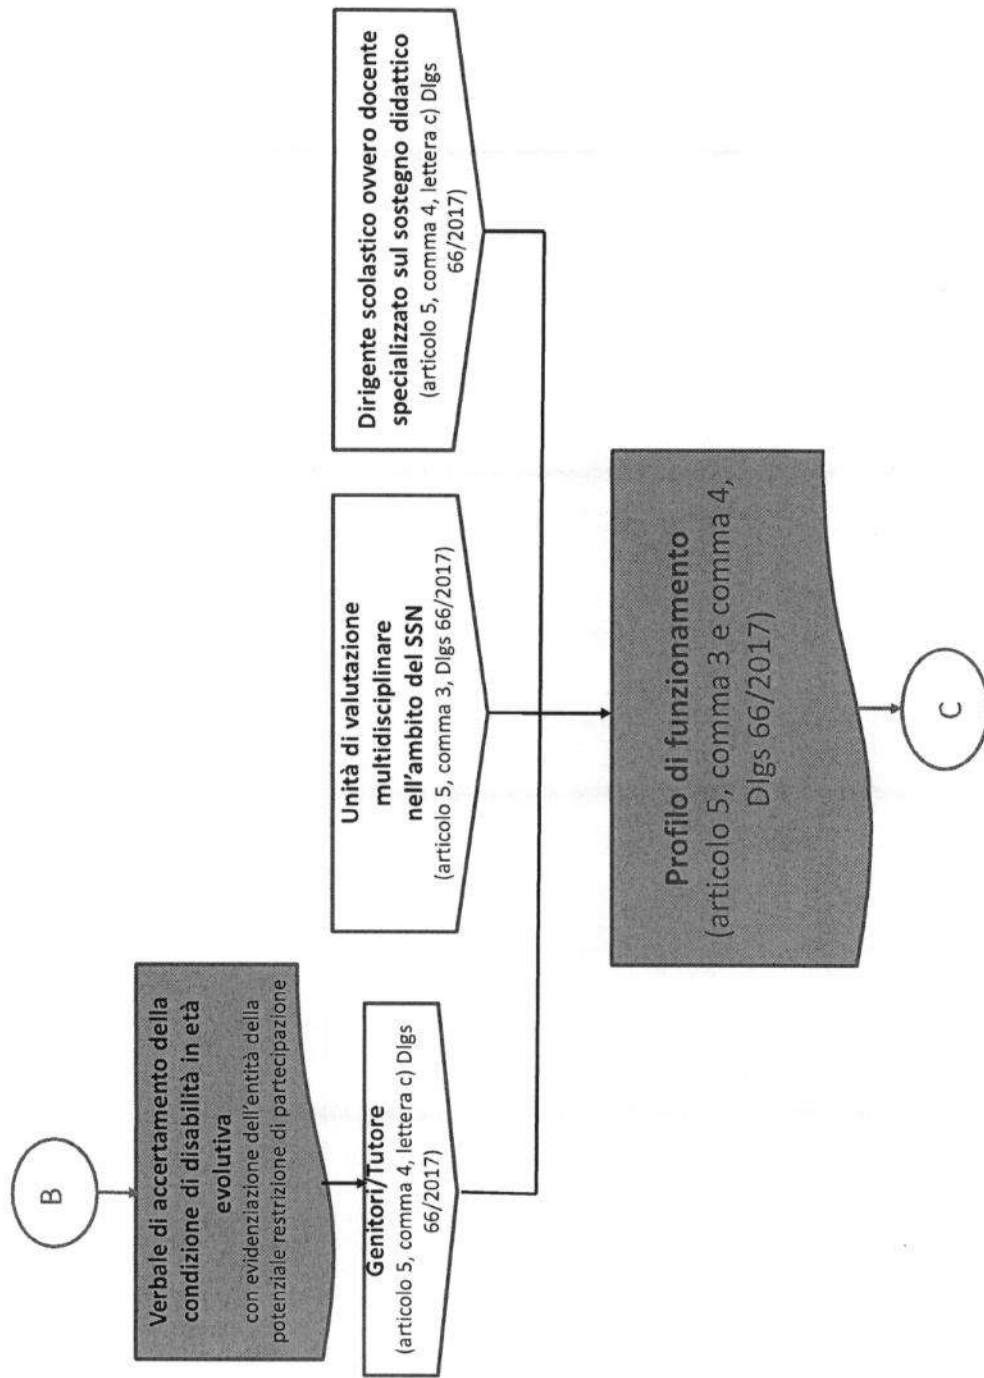 B
Verbale di accertamento della
condizione di disabilità in età
evolutiva
con evidenziazione dell'entità della
potenziale restrizione di partecipazione
Genitori/Tutore
(articolo 5, comma 4, lettera c) Dlgs
66/2017)
Unità di valutazione
multidisciplinare
nell'ambito del SSN
(articolo 5, comma 3, Dlgs 66/2017)
Dirigente scolastico ovvero docente
specializzato sul sostegno didattico
(articolo 5, comma 4, lettera c) Dlgs
66/2017)
Profilo di funzionamento
(articolo 5, comma 3 e comma 4,
Dlgs 66/2017)
C